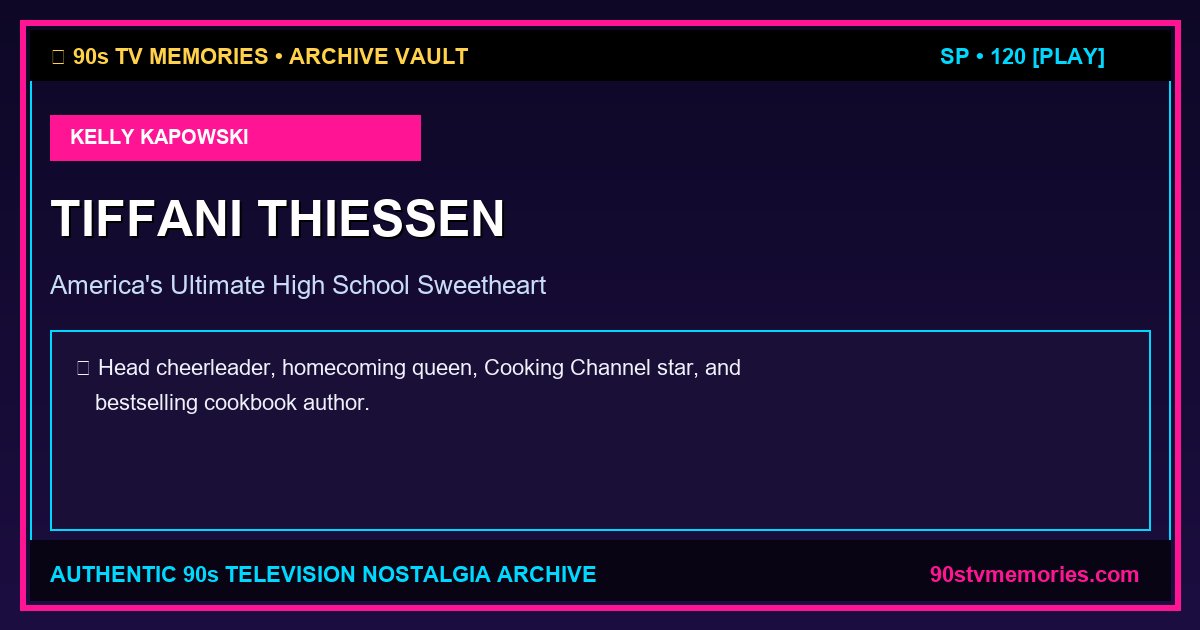 90s TV MEMORIES • ARCHIVE VAULT
SP • 120 [PLAY]
KELLY KAPOWSKI
TIFFANI THIESSEN
America's Ultimate High School Sweetheart
Head cheerleader, homecoming queen, Cooking Channel star, and
bestselling cookbook author.
AUTHENTIC 90s TELEVISION NOSTALGIA ARCHIVE
90stvmemories.com